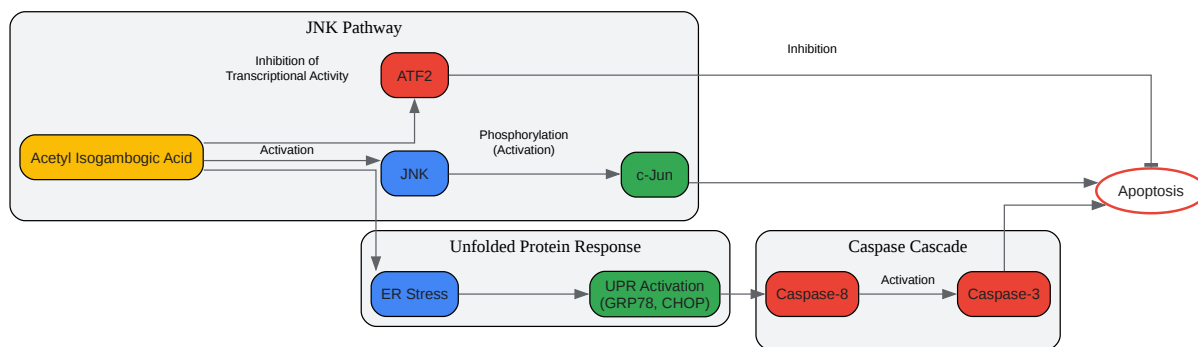 JNK Pathway
Inhibition of
Transcriptional Activity
ATF2
Inhibition
Acetyl Isogambogic Acid
Activation
JNK
Phosphorylation
(Activation)
c-Jun
Apoptosis
Unfolded Protein Response
ER Stress
UPR Activation
(GRP78, CHOP)
Caspase Cascade
Caspase-8
Activation
Caspase-3